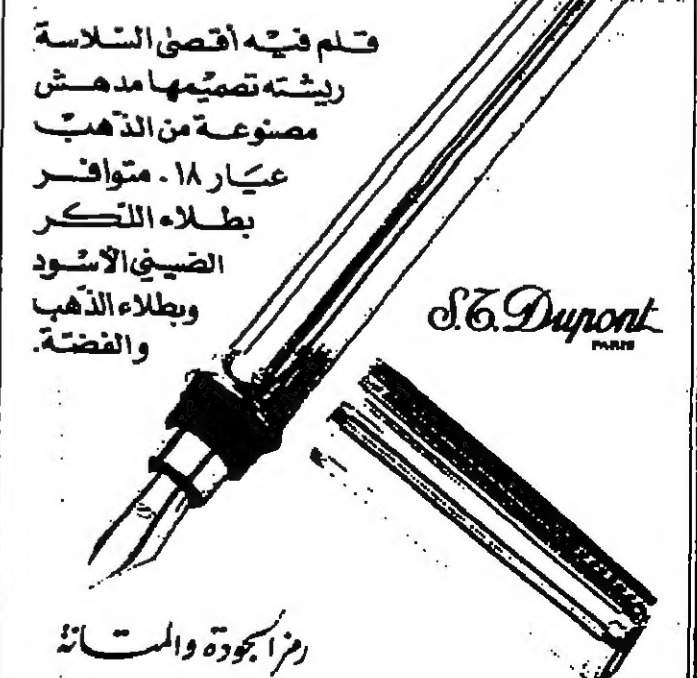 قلم فيه أقصى السلاسة
ريشته تصميمها مدهش
مصنوعة من الذهب
عيار ١٨. متوافر
بطلاء اللكر
الصيني الأسود
وبطلاء الذهب
والفضة.
S.T. Dupont
PARIS
رمز الجودة والمتانة